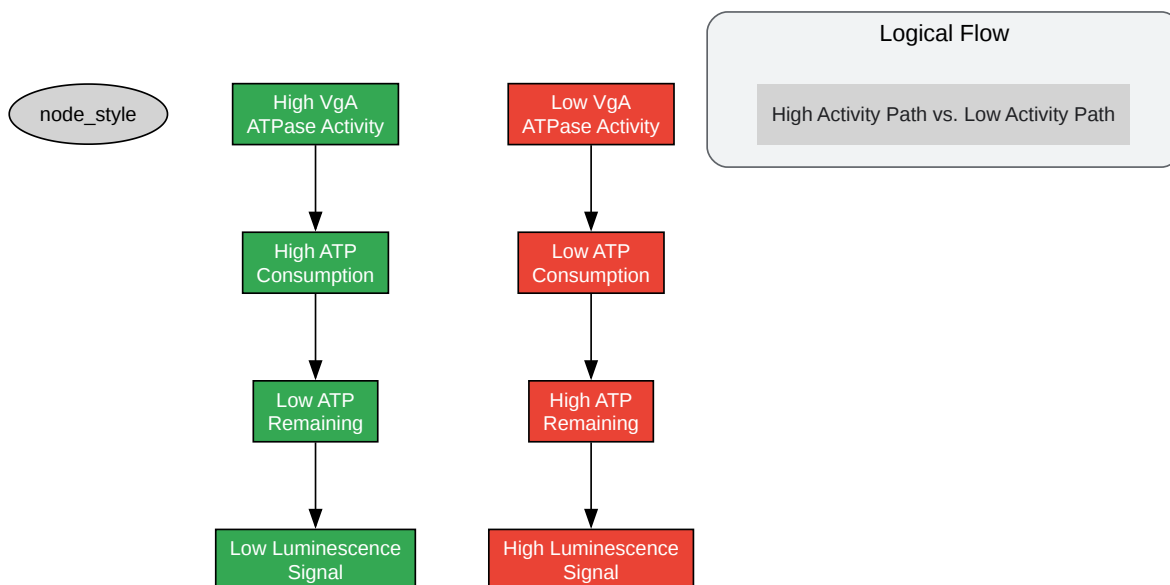 Logical Flow
node_style
High VgA
ATPase Activity
Low VgA
ATPase Activity
High Activity Path vs. Low Activity Path
High ATP
Consumption
Low ATP
Consumption
Low ATP
Remaining
High ATP
Remaining
Low Luminescence
Signal
High Luminescence
Signal